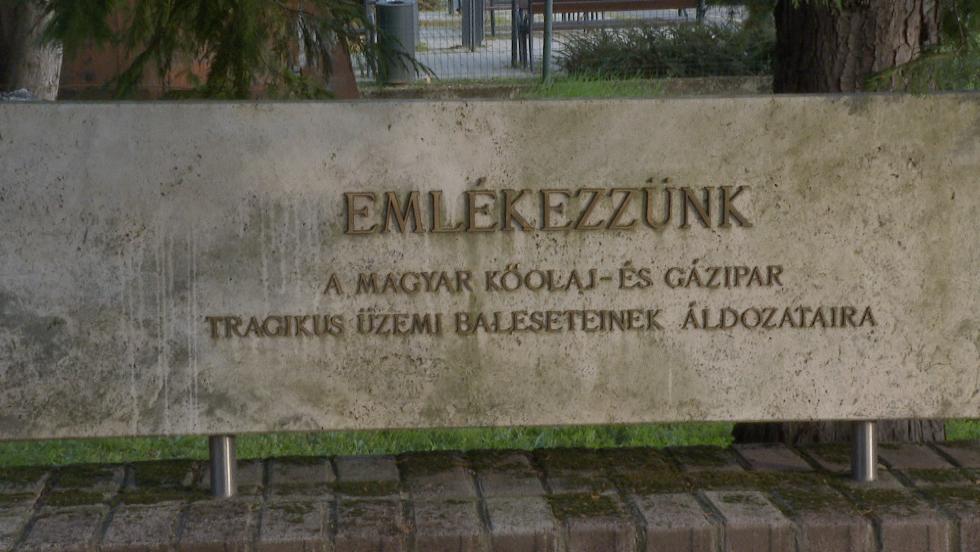 EMLÉKEZZÜNK
A MAGYAR KŐOLAJ-ÉS GÁZIPAR
TRAGIKUS ÜZEMI BALESETEINEK ÁLDOZATAIRA